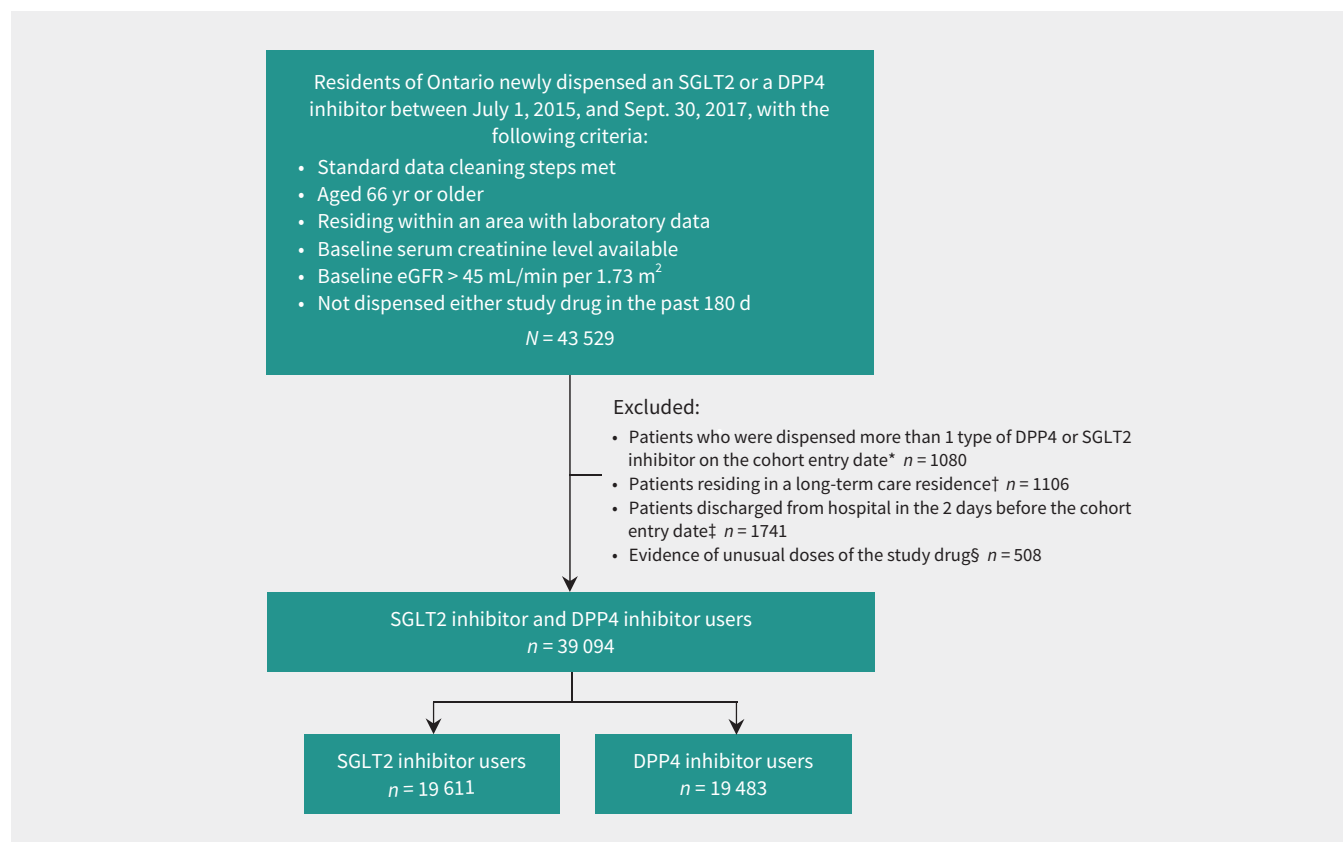 Residents of Ontario newly dispensed an SGLT2 or a DPP4
inhibitor between July 1, 2015, and Sept. 30, 2017, with the
following criteria:
• Standard data cleaning steps met
• Aged 66 yr or older
• Residing within an area with laboratory data
• Baseline serum creatinine level available
• Baseline eGFR > 45 mL/min per 1.73 m²
• Not dispensed either study drug in the past 180 d
N = 43 529
Excluded:
• Patients who were dispensed more than 1 type of DPP4 or SGLT2
inhibitor on the cohort entry date* n = 1080
• Patients residing in a long-term care residence† n = 1106
• Patients discharged from hospital in the 2 days before the cohort
entry date‡ n = 1741
• Evidence of unusual doses of the study drug§ n = 508
SGLT2 inhibitor and DPP4 inhibitor users
n = 39 094
SGLT2 inhibitor users
n = 19 611
DPP4 inhibitor users
n = 19 483